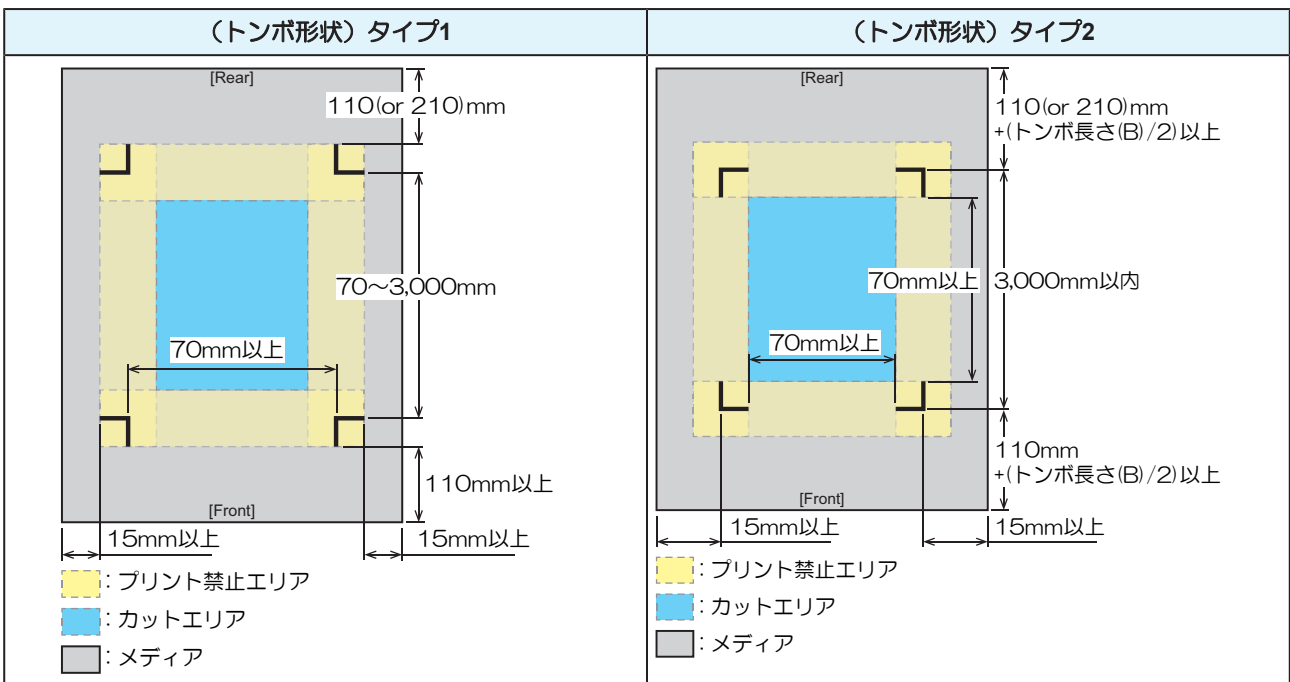 （トンボ形状）タイプ1
[Rear]
110(or 210)mm
70～3,000mm
70mm以上
110mm以上
[Front]
15mm以上
15mm以上
：プリント禁止エリア
：カットエリア
：メディア
（トンボ形状）タイプ2
[Rear]
110(or 210)mm
+(トンボ長さ(B)/2)以上
70mm以上
3,000mm以内
70mm以上
110mm
+(トンボ長さ(B)/2)以上
[Front]
15mm以上
15mm以上
：プリント禁止エリア
：カットエリア
：メディア